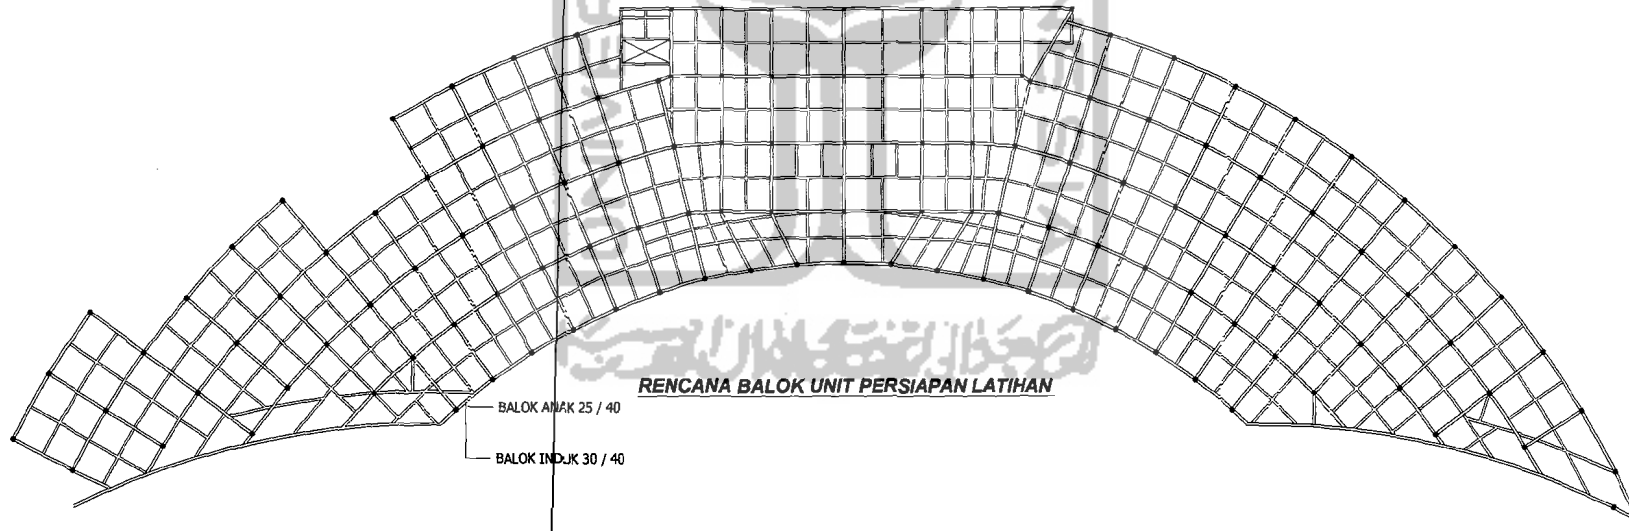 RENCANA BALOK UNIT PERSIAPAN LATIHAN
BALOK ANAK 25 / 40
BALOK INDUK 30 / 40